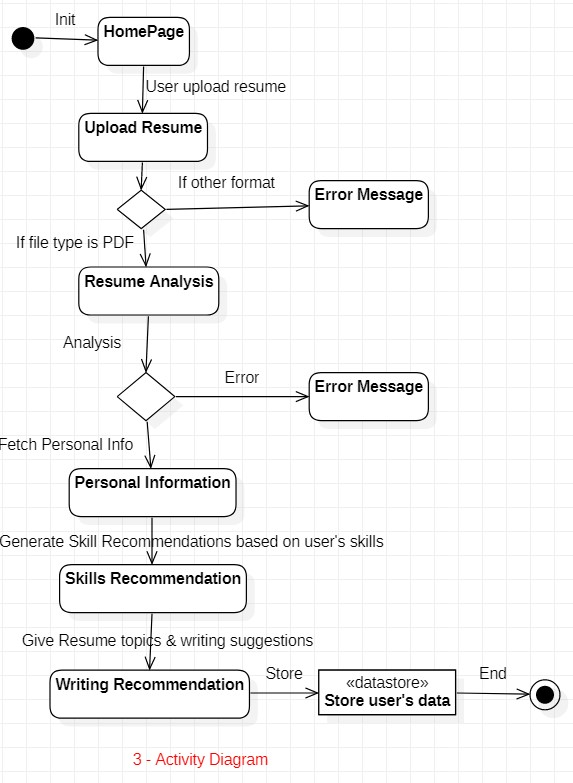 Init
HomePage
User upload resume
Upload Resume
If other format
Error Message
If file type is PDF
Resume Analysis
Analysis
Error
Error Message
Fetch Personal Info
Personal Information
Generate Skill Recommendations based on user's skills
Skills Recommendation
Give Resume topics & writing suggestions
Writing Recommendation
Store
«datastore»
Store user's data
End
3 - Activity Diagram